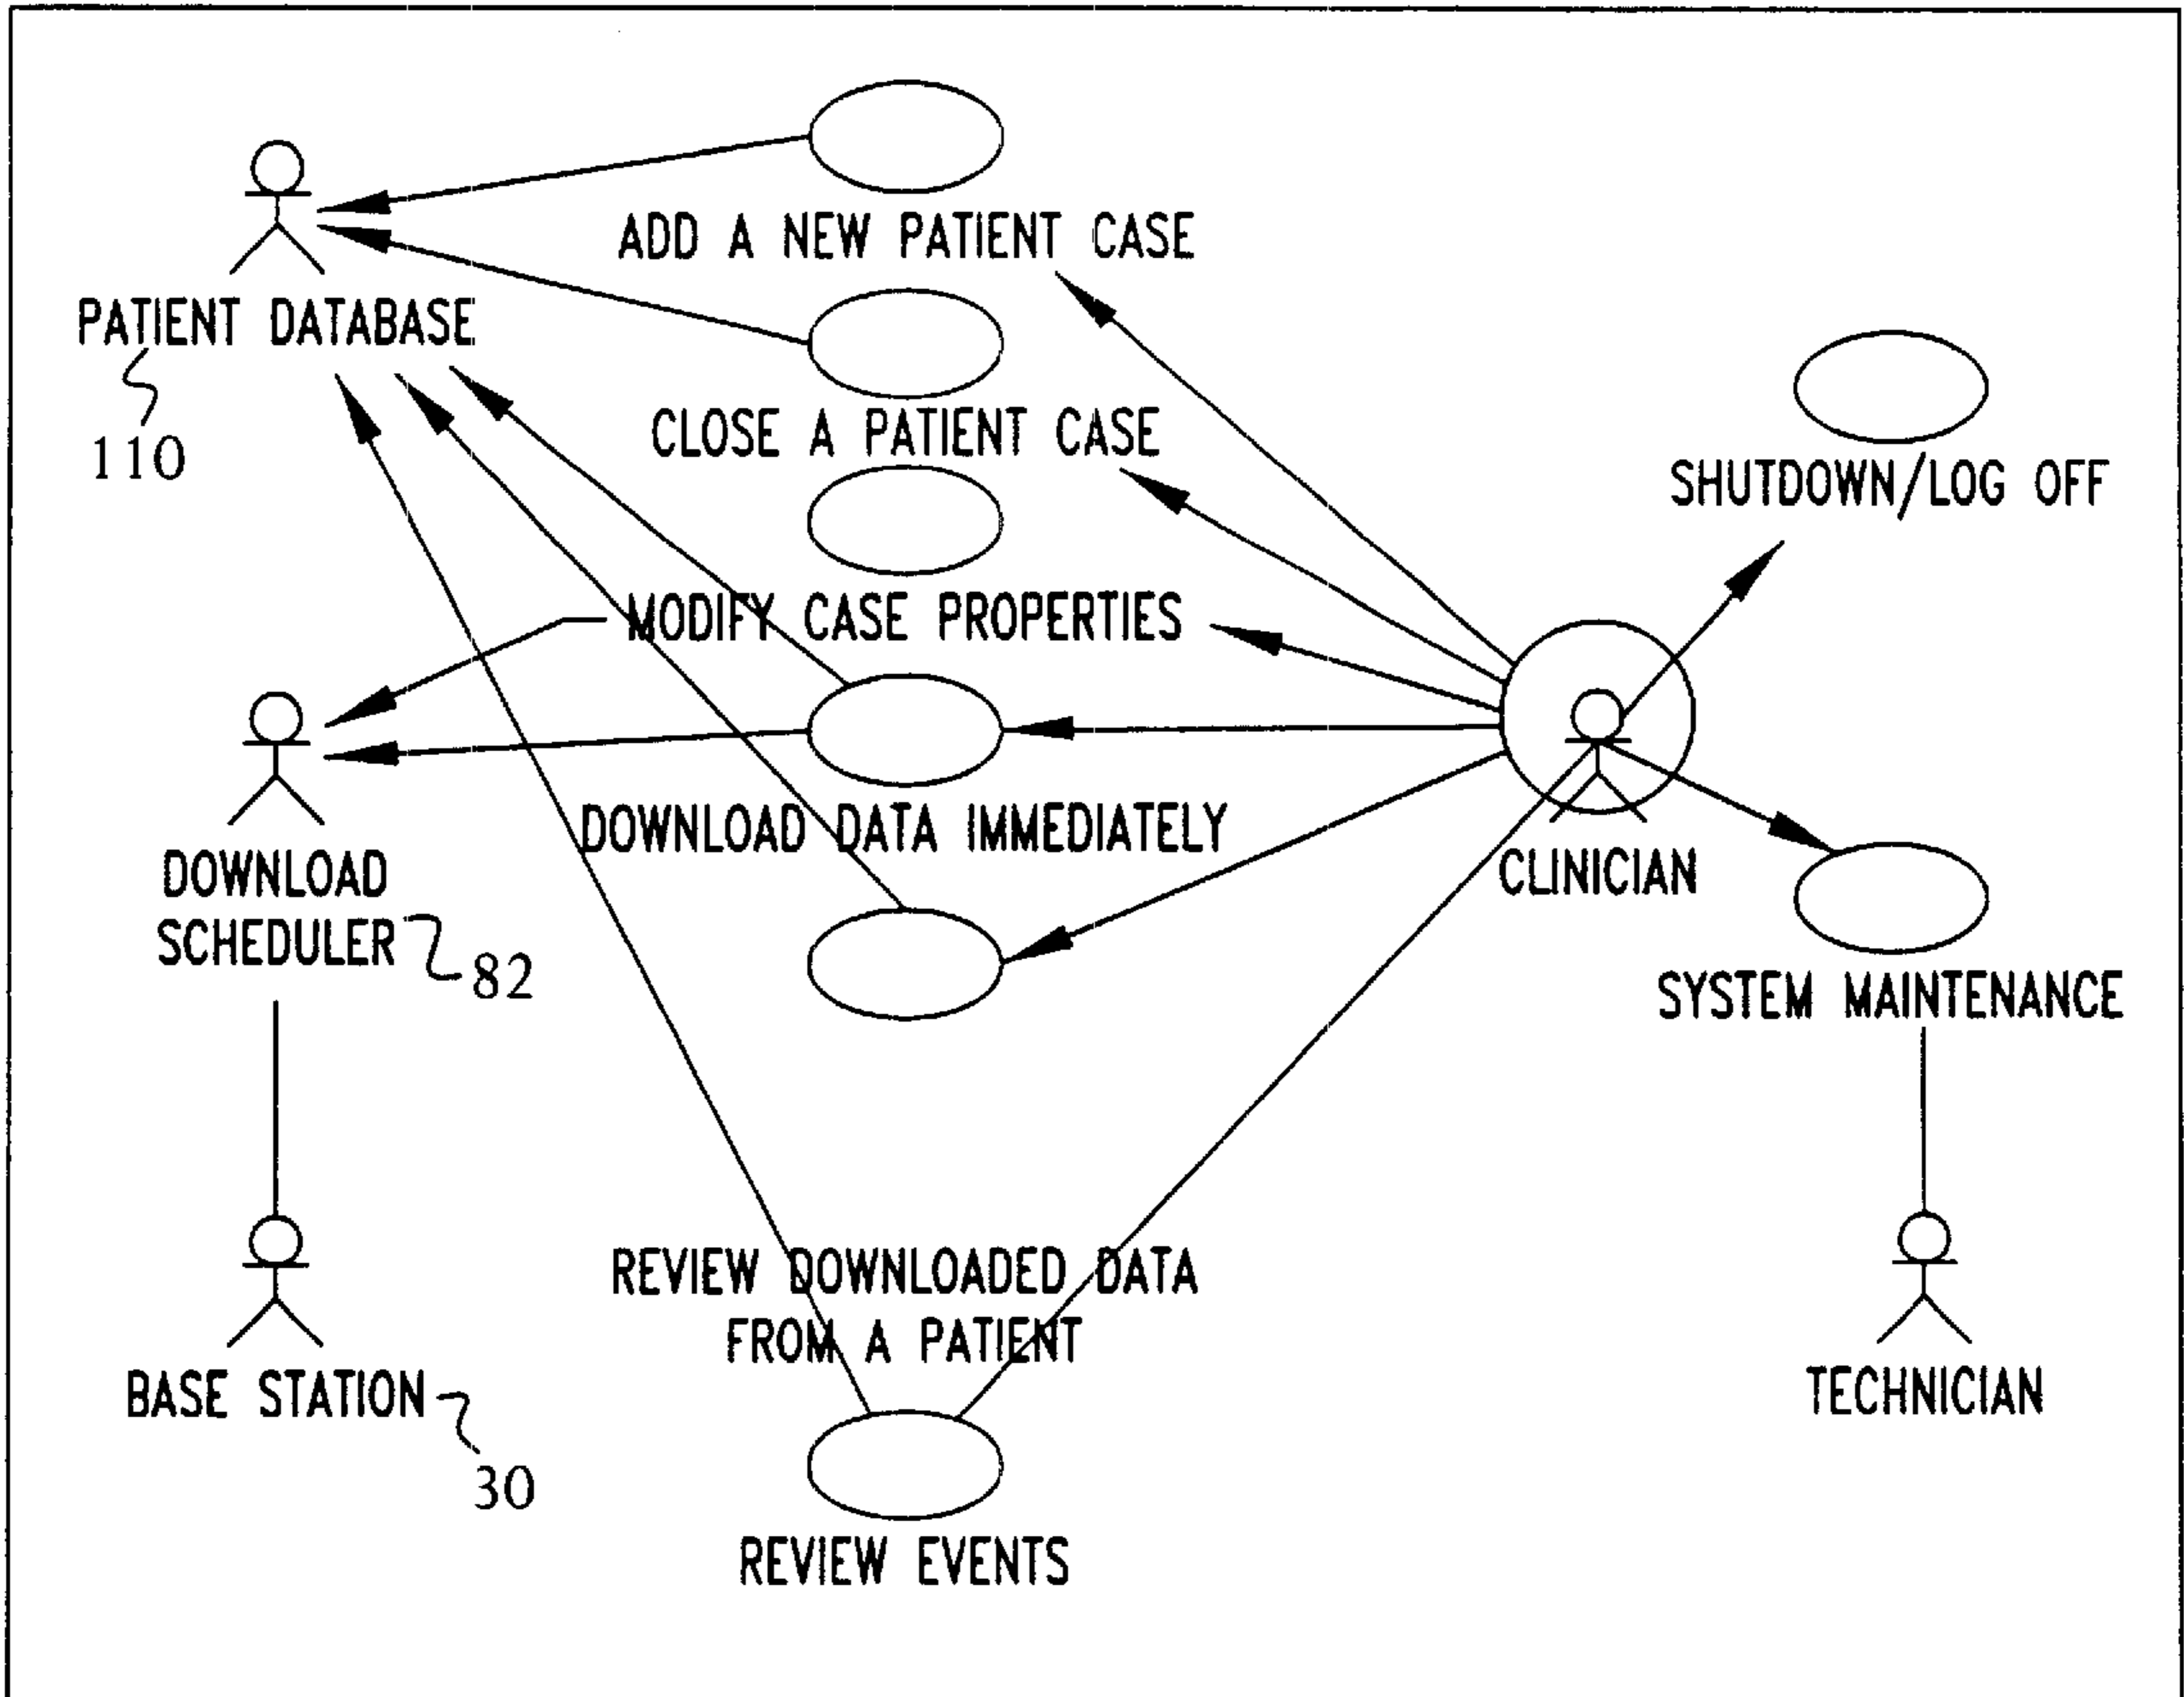 ADD A NEW PATIENT CASE
PATIENT DATABASE
110
CLOSE A PATIENT CASE
SHUTDOWN/LOG OFF
MODIFY CASE PROPERTIES
DOWNLOAD DATA IMMEDIATELY
CLINICIAN
DOWNLOAD
SCHEDULER
82
SYSTEM MAINTENANCE
REVIEW DOWNLOADED DATA
FROM A PATIENT
BASE STATION
30
TECHNICIAN
REVIEW EVENTS